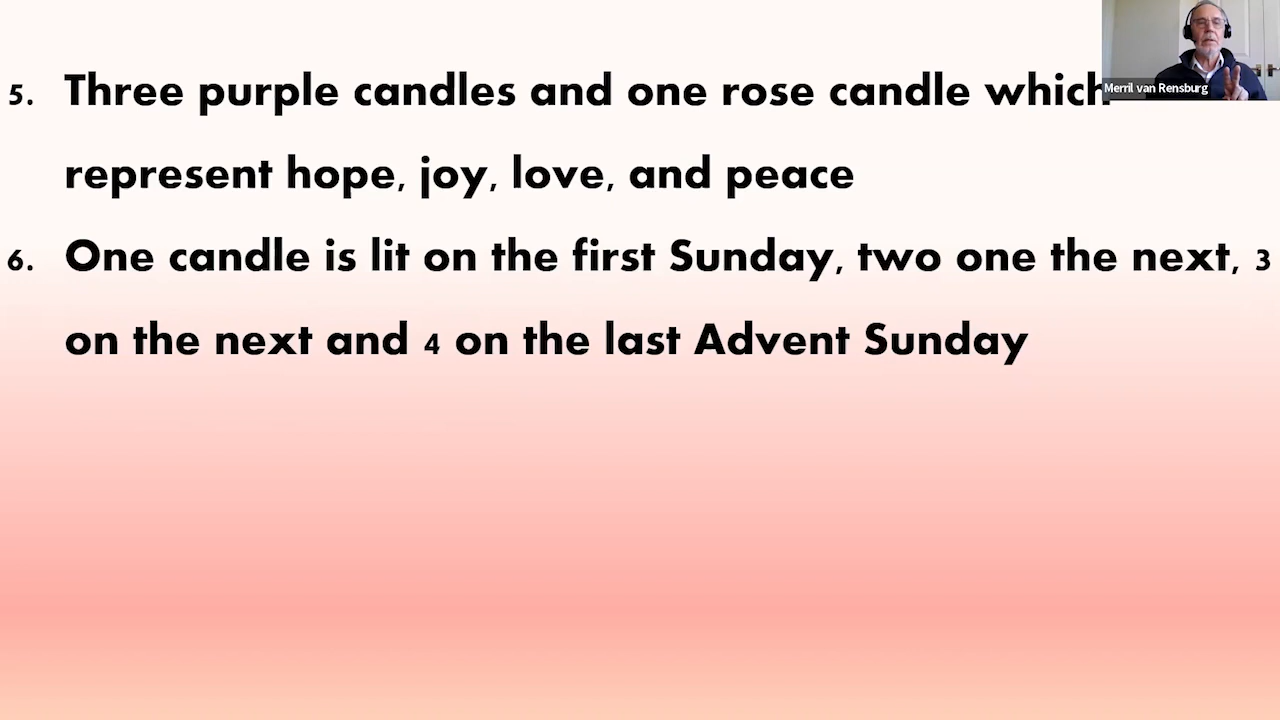 5. Three purple candles and one rose candle which
represent hope, joy, love, and peace
6. One candle is lit on the first Sunday, two one the next, 3
on the next and 4 on the last Advent Sunday
Merril van Rensburg